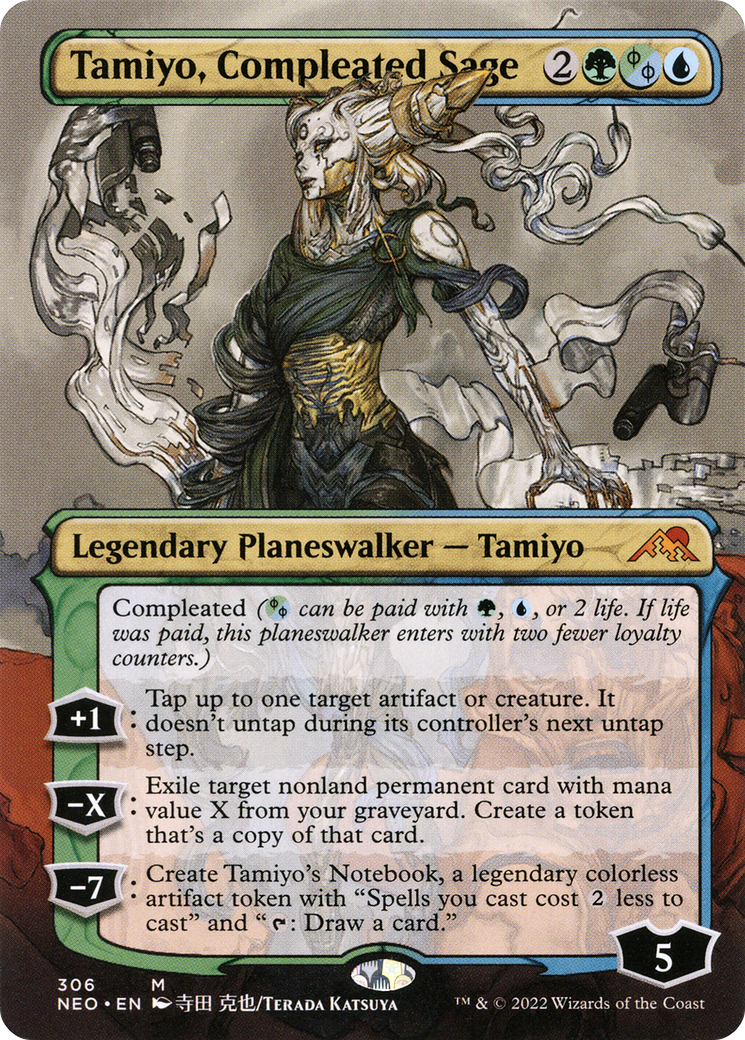 Tamiyo, Compleated Sage 2
Legendary Planeswalker — Tamiyo
Compleated ( can be paid with , , or 2 life. If life
was paid, this planeswalker enters with two fewer loyalty
counters.)
+1: Tap up to one target artifact or creature. It
doesn't untap during its controller's next untap
step.
−X: Exile target nonland permanent card with mana
value X from your graveyard. Create a token
that's a copy of that card.
−7: Create Tamiyo's Notebook, a legendary colorless
artifact token with “Spells you cast cost 2 less to
cast” and “: Draw a card.”
5
306 M
NEO • EN 寺田 克也/Terada Katsuya ™ & © 2022 Wizards of the Coast